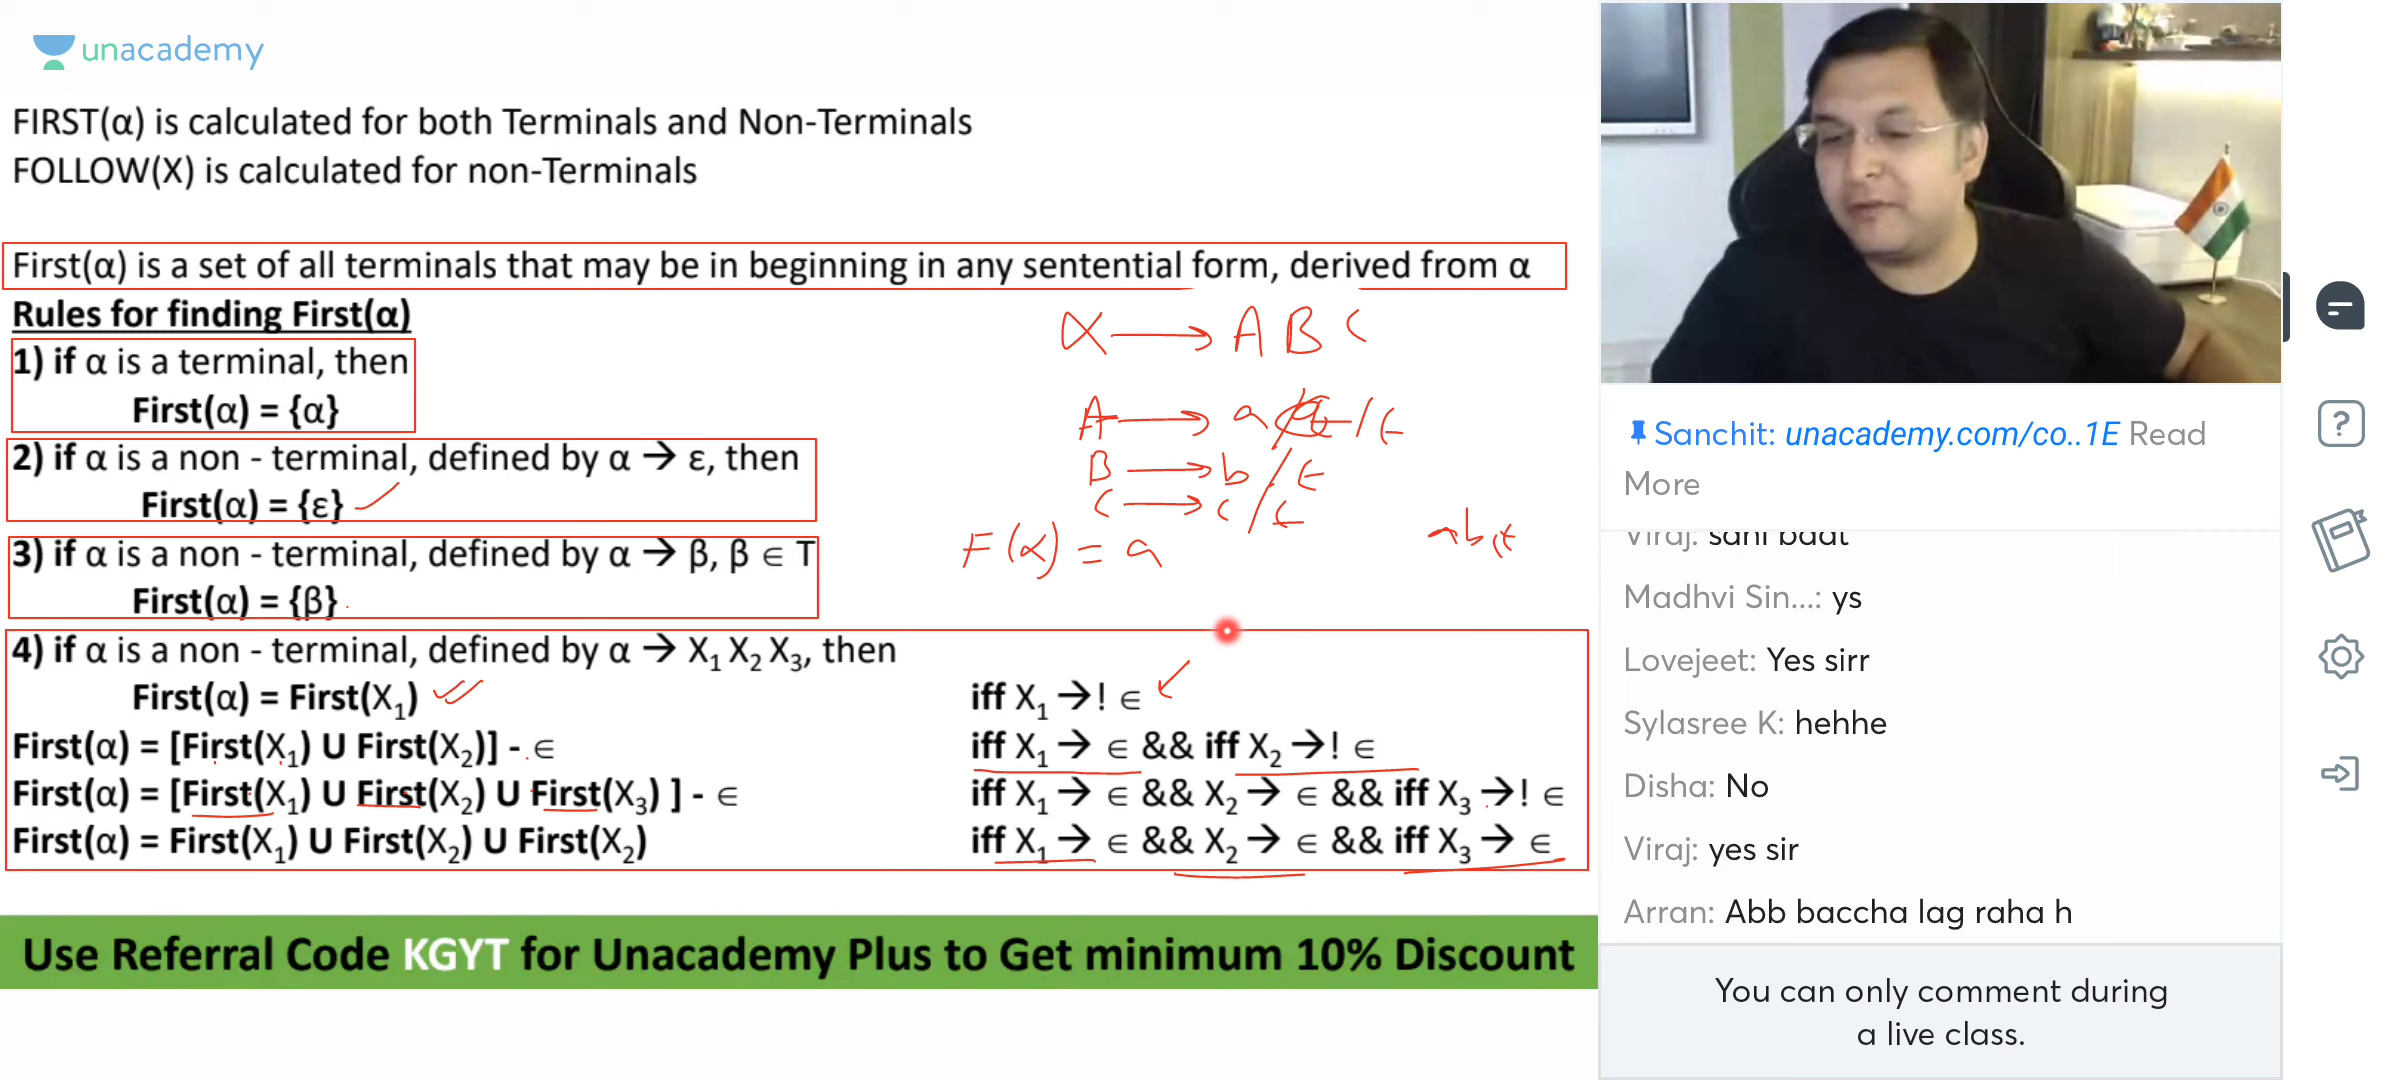 unacademy
FIRST(α) is calculated for both Terminals and Non-Terminals
FOLLOW(X) is calculated for non-Terminals
First(α) is a set of all terminals that may be in beginning in any sentential form, derived from α
Rules for finding First(α)
1) if α is a terminal, then
First(α) = {α}
2) if α is a non - terminal, defined by α → ε, then
First(α) = {ε}
3) if α is a non - terminal, defined by α → β, β ∈ T
First(α) = {β}
4) if α is a non - terminal, defined by α → X₁ X₂ X₃, then
First(α) = First(X₁) iff X₁ →! ∈
First(α) = [First(X₁) U First(X₂)] - ∈ iff X₁ → ∈ && iff X₂ →! ∈
First(α) = [First(X₁) U First(X₂) U First(X₃) ] - ∈ iff X₁ → ∈ && X₂ → ∈ && iff X₃ →! ∈
First(α) = First(X₁) U First(X₂) U First(X₂) iff X₁ → ∈ && X₂ → ∈ && iff X₃ → ∈
α → A B C
A → a / ∈
B → b / ∈
C → c / ∈
F(α) = a
abc∈
Use Referral Code KGYT for Unacademy Plus to Get minimum 10% Discount
Sanchit: unacademy.com/co..1E Read
More
Viraj: sahi baat
Madhvi Sin...: ys
Lovejeet: Yes sirr
Sylasree K: hehhe
Disha: No
Viraj: yes sir
Arran: Abb baccha lag raha h
You can only comment during
a live class.
?